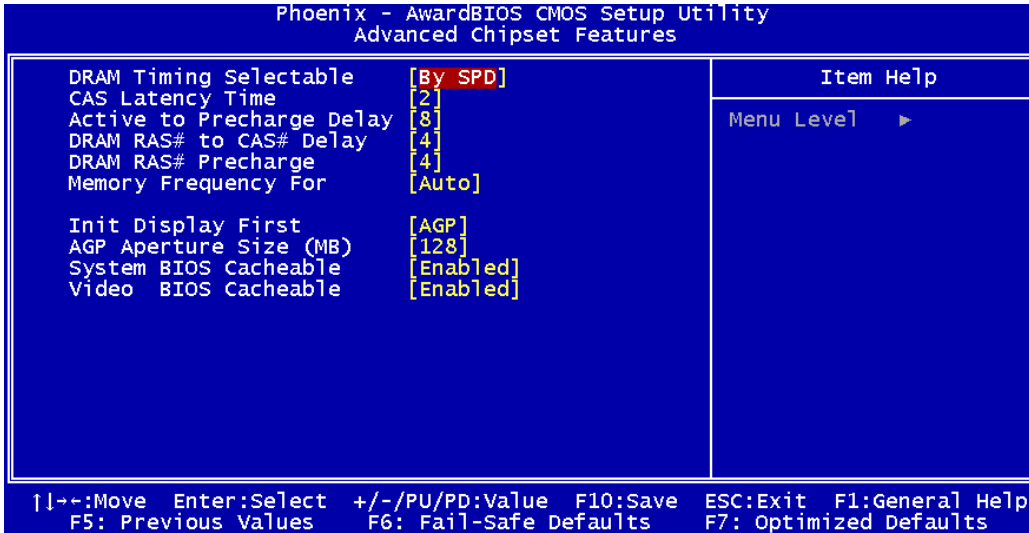 Phoenix - AwardBIOS CMOS Setup Utility
Advanced Chipset Features
DRAM Timing Selectable [By SPD]
CAS Latency Time [2]
Active to Precharge Delay [8]
DRAM RAS# to CAS# Delay [4]
DRAM RAS# Precharge [4]
Memory Frequency For [Auto]
Init Display First [AGP]
AGP Aperture Size (MB) [128]
System BIOS Cacheable [Enabled]
Video  BIOS Cacheable [Enabled]
Item Help
Menu Level ►
↑↓→←:Move Enter:Select +/-/PU/PD:Value F10:Save ESC:Exit F1:General Help
F5: Previous Values F6: Fail-Safe Defaults F7: Optimized Defaults